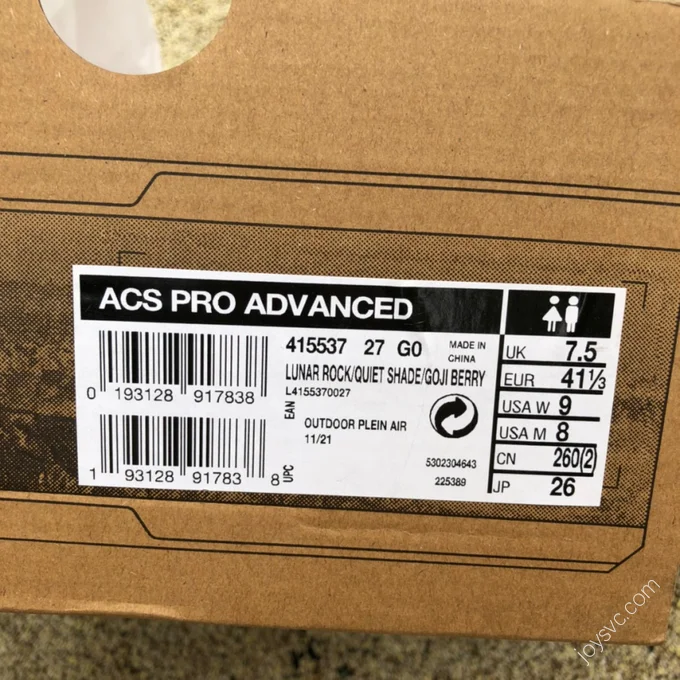 ACS PRO ADVANCED
415537 27 G0 MADE IN
CHINA
LUNAR ROCK/QUIET SHADE/GOJI BERRY
L4155370027
0 193128 917838
EAN
OUTDOOR PLEIN AIR
11/21
1 93128 91783 8
UPC
5302304643
225389
UK 7.5
EUR 41⅓
USA W 9
USA M 8
CN 260(2)
JP 26
joysvc.com